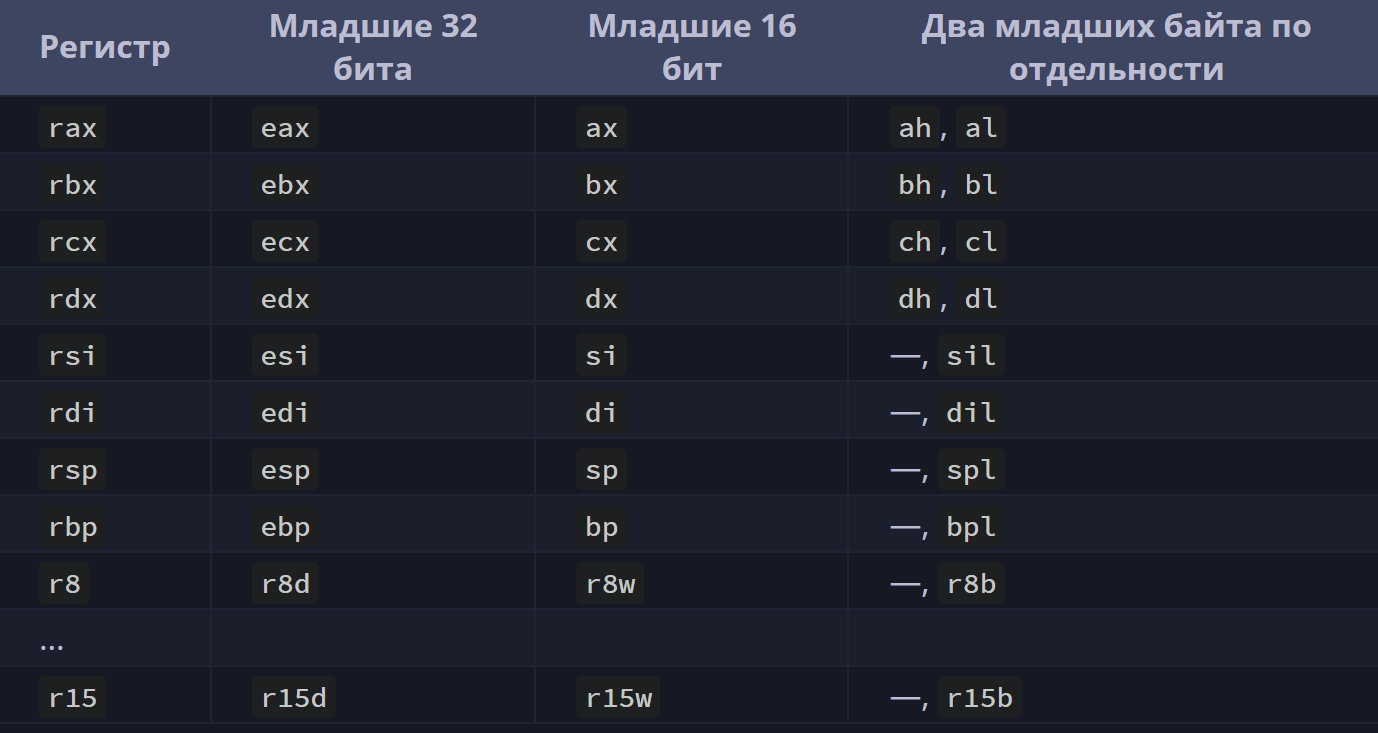 Регистр Младшие 32 бита Младшие 16 бит Два младших байта по отдельности
rax eax ax ah, al
rbx ebx bx bh, bl
rcx ecx cx ch, cl
rdx edx dx dh, dl
rsi esi si —, sil
rdi edi di —, dil
rsp esp sp —, spl
rbp ebp bp —, bpl
r8 r8d r8w —, r8b
...
r15 r15d r15w —, r15b